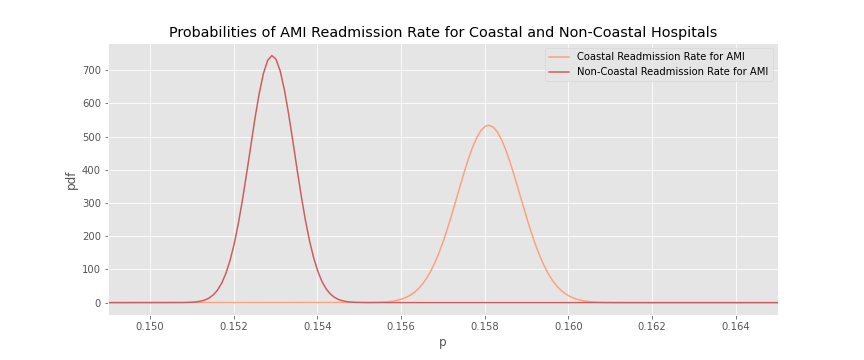 Probabilities of AMI Readmission Rate for Coastal and Non-Coastal Hospitals
Coastal Readmission Rate for AMI
Non-Coastal Readmission Rate for AMI
700
600
500
400
300
200
100
0
pdf
0.150 0.152 0.154 0.156 0.158 0.160 0.162 0.164
p